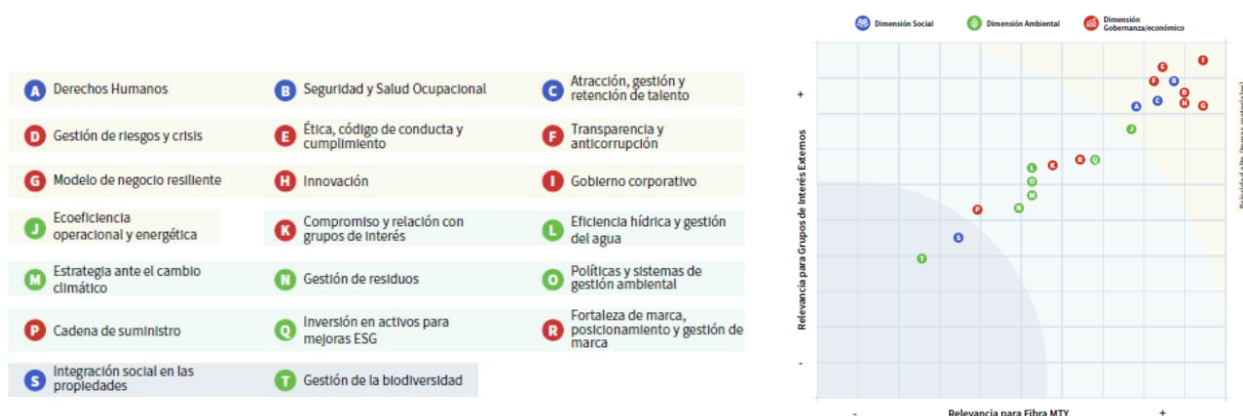 A Derechos Humanos
B Seguridad y Salud Ocupacional
C Atracción, gestión y
retención de talento
D Gestión de riesgos y crisis
E Ética, código de conducta y
cumplimiento
F Transparencia y
anticorrupción
G Modelo de negocio resiliente
H Innovación
I Gobierno corporativo
J Ecoeficiencia
operacional y energética
K Compromiso y relación con
grupos de interés
L Eficiencia hídrica y gestión
del agua
M Estrategia ante el cambio
climático
N Gestión de residuos
O Políticas y sistemas de
gestión ambiental
P Cadena de suministro
Q Inversión en activos para
mejoras ESG
R Fortaleza de marca,
posicionamiento y gestión de
marca
S Integración social en las
propiedades
T Gestión de la biodiversidad
Dimensión Social
Dimensión Ambiental
Dimensión
Gobernanza/económico
+
Relevancia para Grupos de Interés Externos
-
I
E
F
B
D
C
H
A
G
J
R
Q
K
L
O
M
N
P
S
T
-
Relevancia para Fibra MTY
+